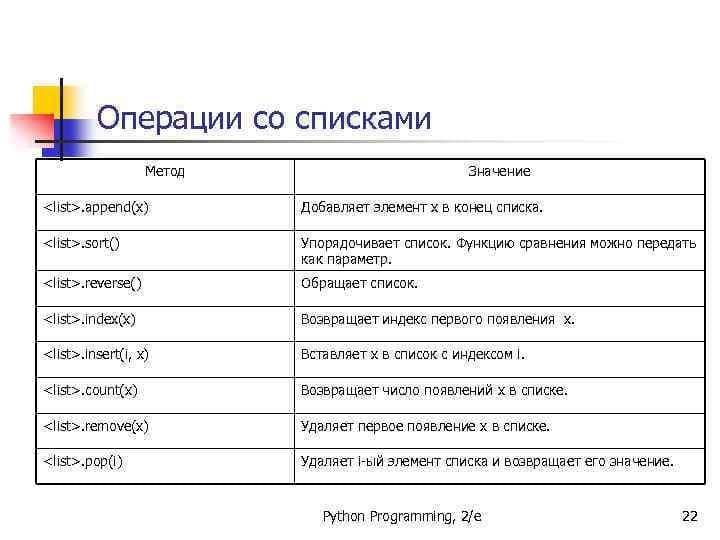 Операции со списками
Метод Значение
<list>.append(x) Добавляет элемент x в конец списка.
<list>.sort() Упорядочивает список. Функцию сравнения можно передать
как параметр.
<list>.reverse() Обращает список.
<list>.index(x) Возвращает индекс первого появления x.
<list>.insert(i, x) Вставляет x в список с индексом i.
<list>.count(x) Возвращает число появлений x в списке.
<list>.remove(x) Удаляет первое появление x в списке.
<list>.pop(i) Удаляет i-ый элемент списка и возвращает его значение.
Python Programming, 2/e 22